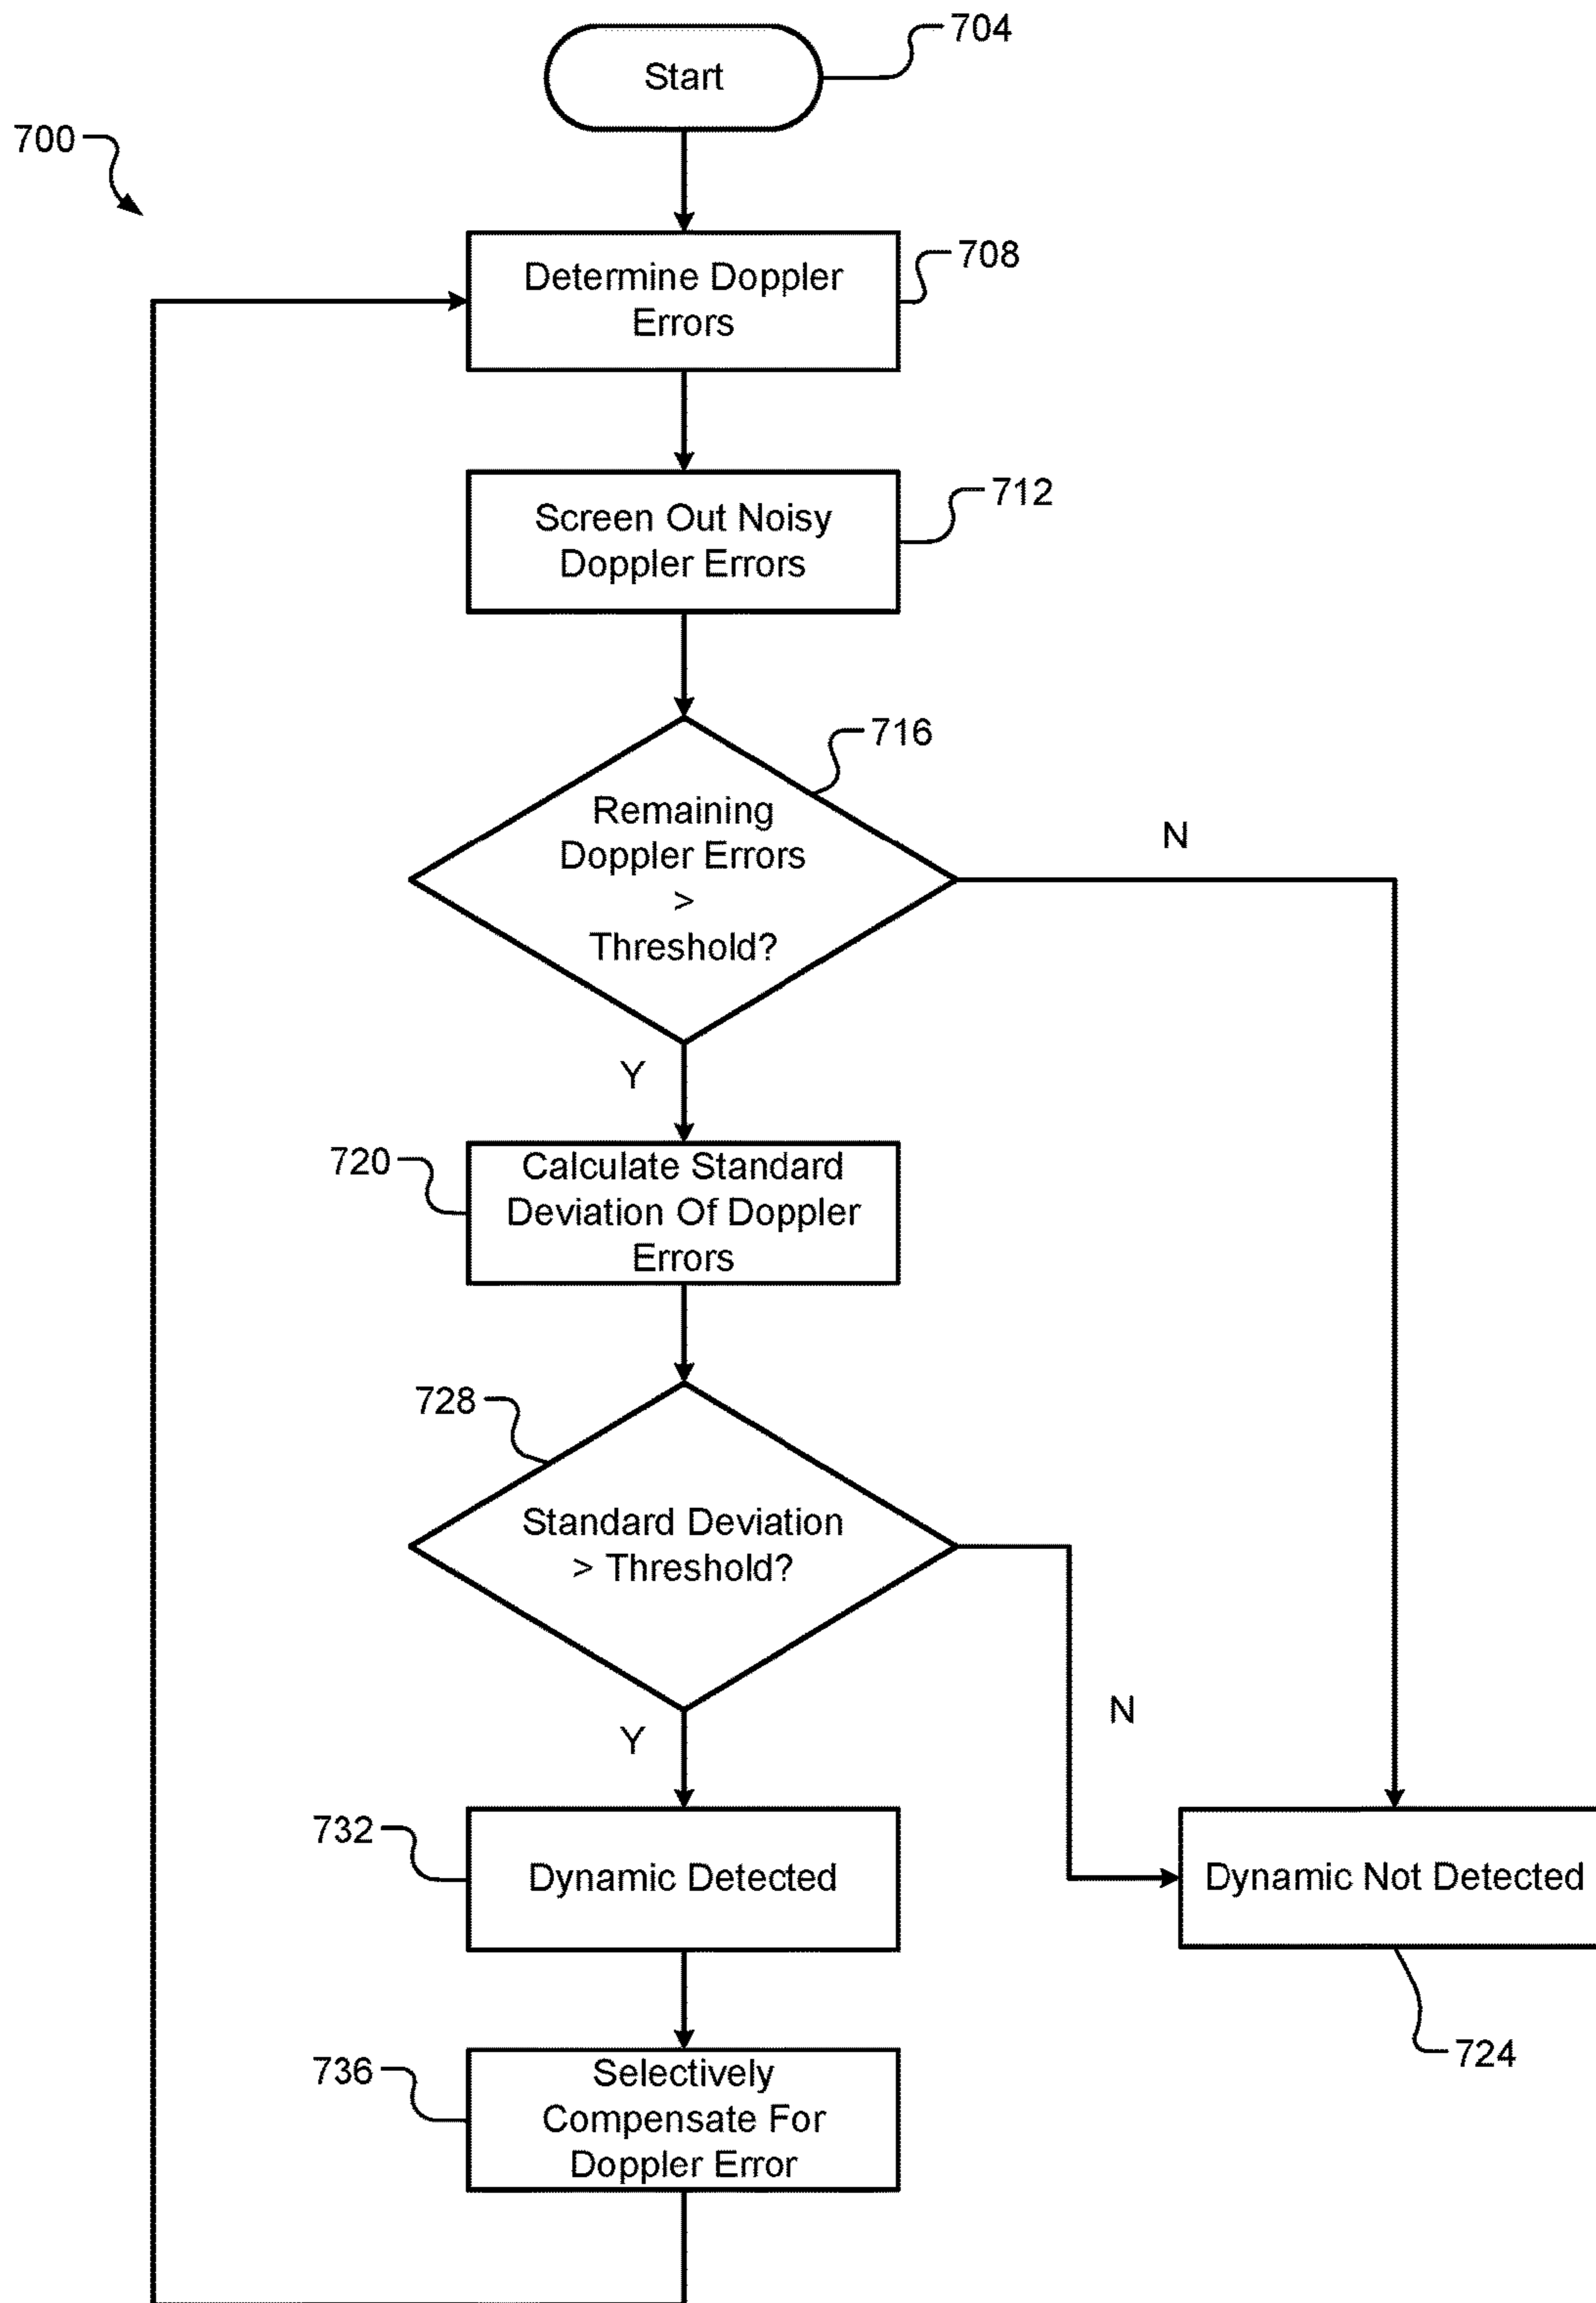 704
Start
700
708
Determine Doppler
Errors
712
Screen Out Noisy
Doppler Errors
716
Remaining
Doppler Errors
>
Threshold?
N
Y
720
Calculate Standard
Deviation Of Doppler
Errors
728
Standard Deviation
> Threshold?
N
Y
732
Dynamic Detected
Dynamic Not Detected
724
736
Selectively
Compensate For
Doppler Error